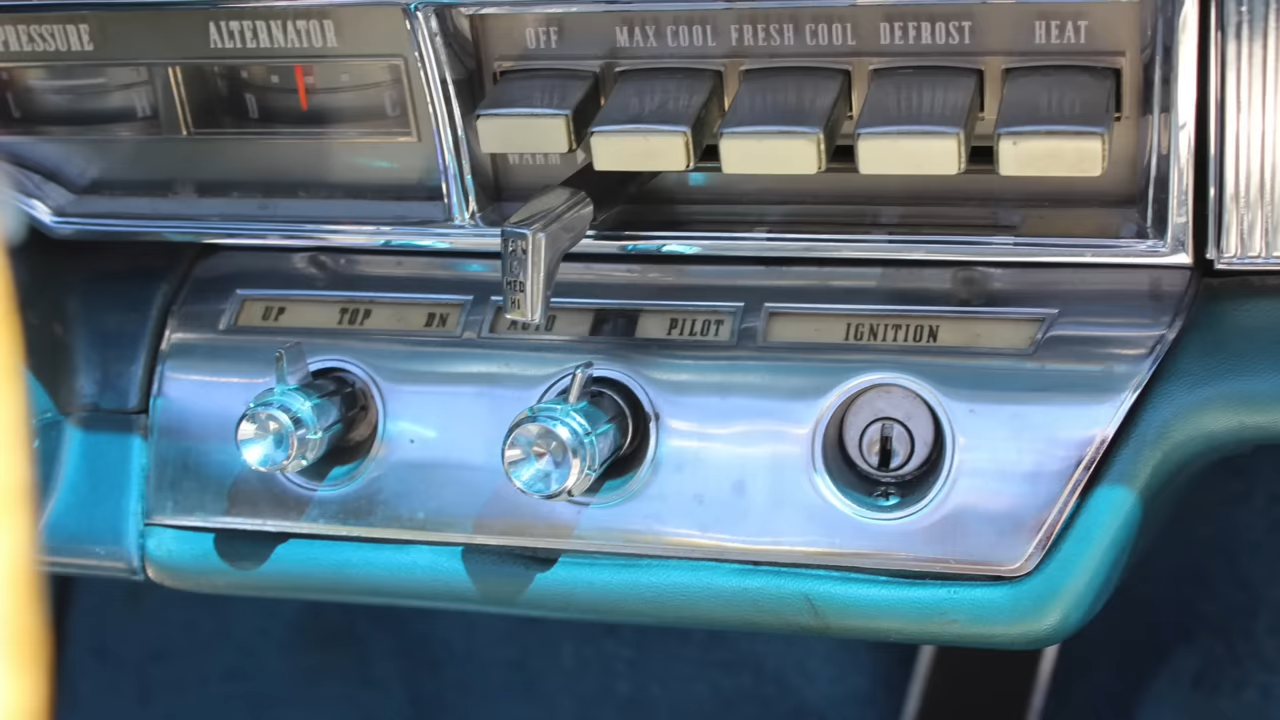 PRESSURE
ALTERNATOR
L H
D C
OFF MAX COOL FRESH COOL DEFROST HEAT
WARM
MED
HI
UP TOP DN
AUTO PILOT
IGNITION